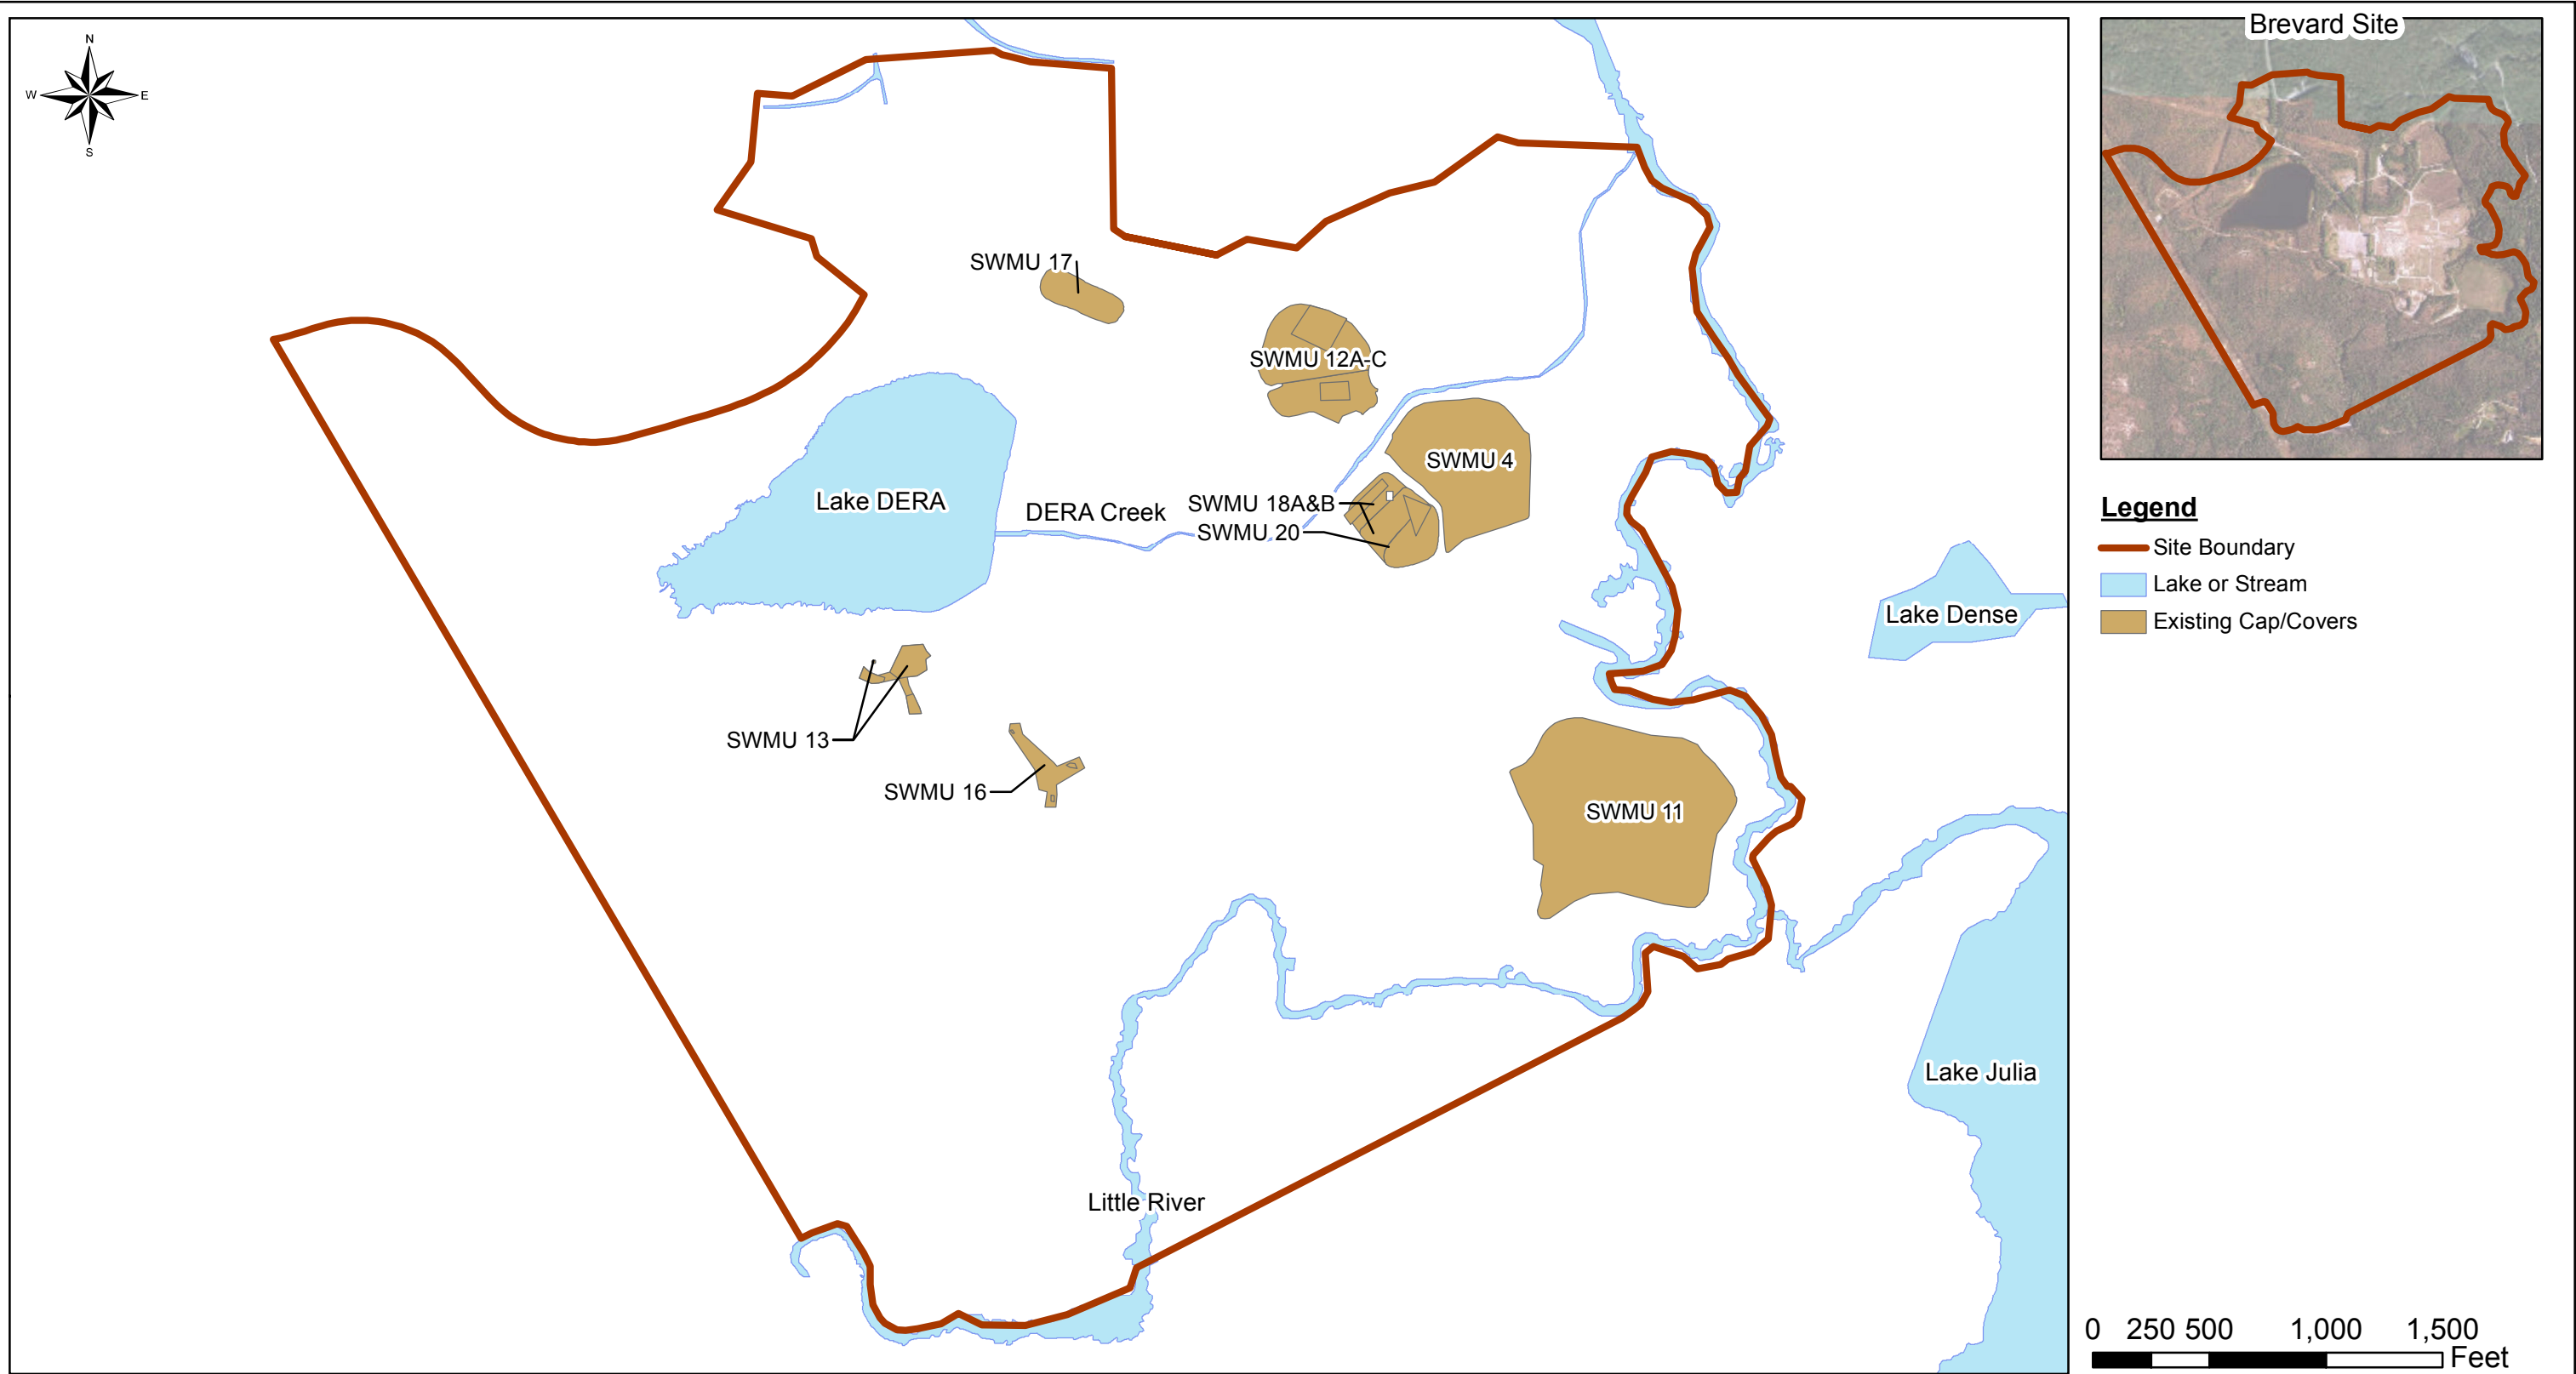 N
W
E
S
SWMU 17
SWMU 12A-C
SWMU 4
Lake DERA
DERA Creek
SWMU 18A&B
SWMU 20
Lake Dense
SWMU 13
SWMU 16
SWMU 11
Lake Julia
Little River
Brevard Site
Legend
Site Boundary
Lake or Stream
Existing Cap/Covers
0 250 500 1,000 1,500
Feet